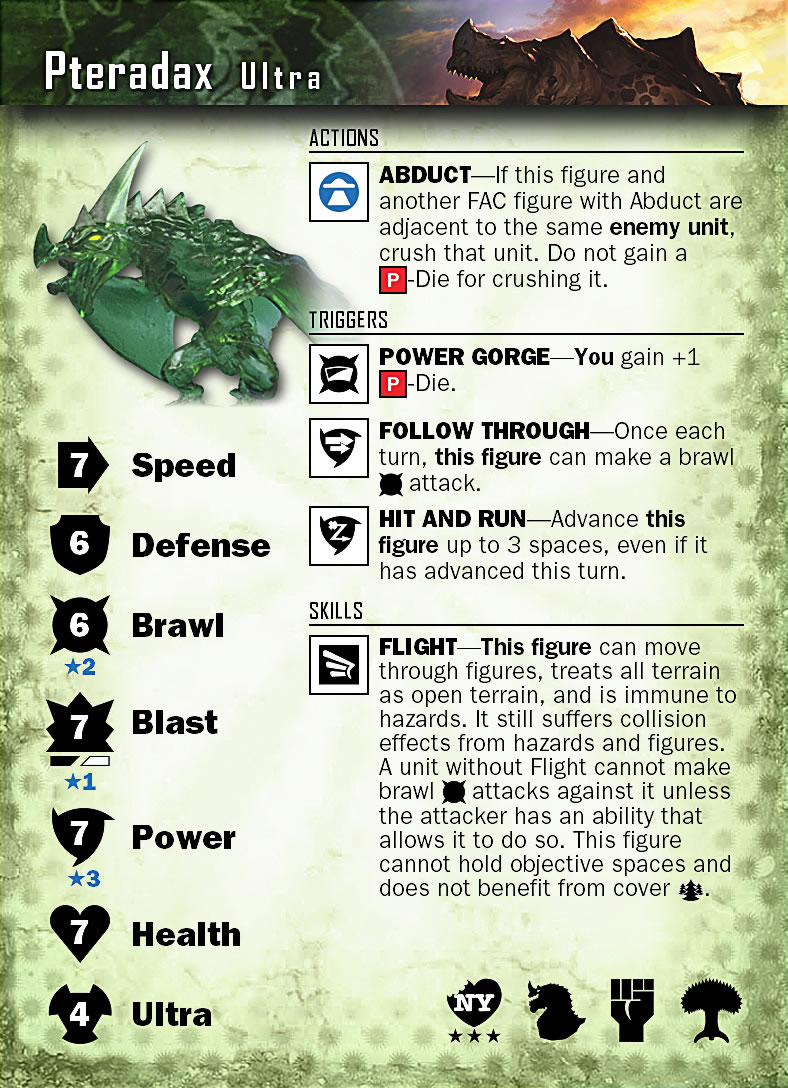 Pteradax Ultra
ACTIONS
ABDUCT—If this figure and
another FAC figure with Abduct are
adjacent to the same enemy unit,
crush that unit. Do not gain a
P-Die for crushing it.
TRIGGERS
POWER GORGE—You gain +1
P-Die.
FOLLOW THROUGH—Once each
turn, this figure can make a brawl
attack.
HIT AND RUN—Advance this
figure up to 3 spaces, even if it
has advanced this turn.
SKILLS
FLIGHT—This figure can move
through figures, treats all terrain
as open terrain, and is immune to
hazards. It still suffers collision
effects from hazards and figures.
A unit without Flight cannot make
brawl attacks against it unless
the attacker has an ability that
allows it to do so. This figure
cannot hold objective spaces and
does not benefit from cover .
7 Speed
6 Defense
6 Brawl
★2
7 Blast
★1
7 Power
★3
7 Health
4 Ultra
NY
★★★